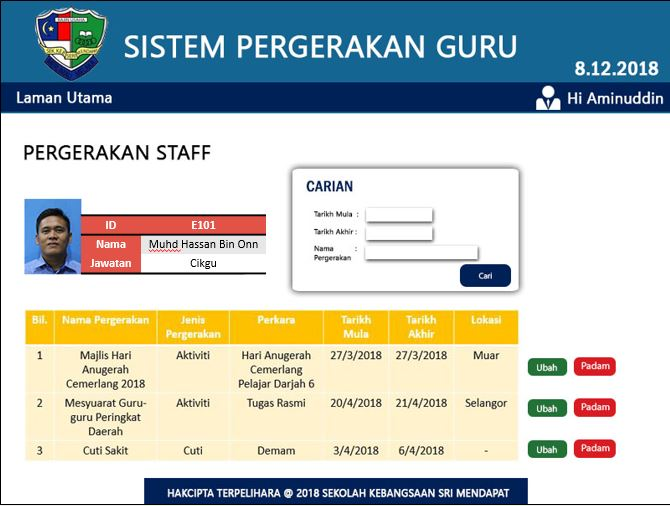 SISTEM PERGERAKAN GURU
8.12.2018
Laman Utama
Hi Aminuddin
PERGERAKAN STAFF
ID E101
Nama Muhd Hassan Bin Onn
Jawatan Cikgu
CARIAN
Tarikh Mula :
Tarikh Akhir :
Nama :
Pergerakan
Cari
Bil. Nama Pergerakan Jenis Perkara Tarikh Tarikh Lokasi
Pergerakan Mula Akhir
1 Majlis Hari Aktiviti Hari Anugerah 27/3/2018 27/3/2018 Muar
Anugerah Cemerlang
Cemerlang 2018 Pelajar Darjah 6
Ubah Padam
2 Mesyuarat Guru- Aktiviti Tugas Rasmi 20/4/2018 21/4/2018 Selangor
guru Peringkat
Daerah
Ubah Padam
3 Cuti Sakit Cuti Demam 3/4/2018 6/4/2018 -
Ubah Padam
HAKCIPTA TERPELIHARA @ 2018 SEKOLAH KEBANGSAAN SRI MENDAPAT